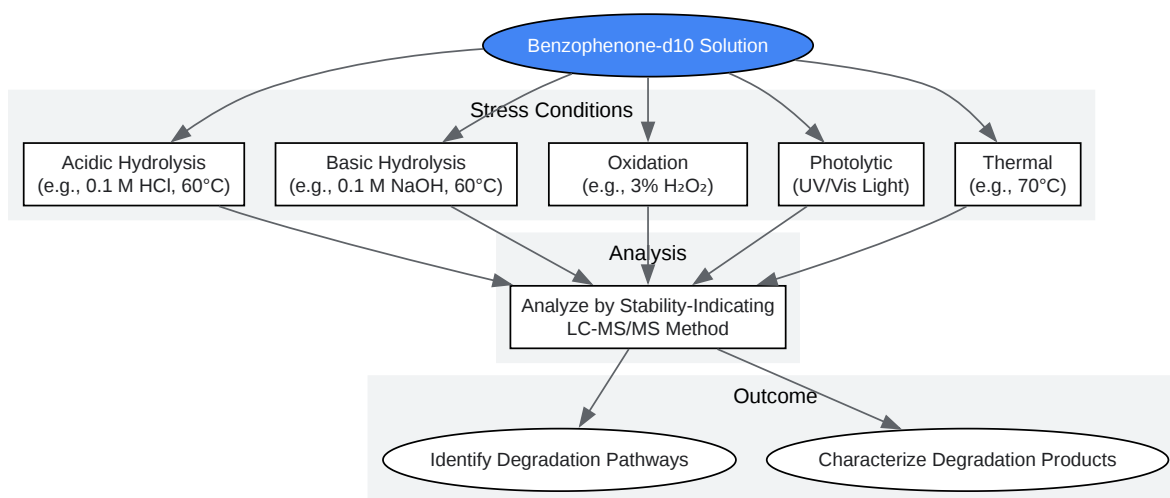 Benzophenone-d10 Solution
Stress Conditions
Acidic Hydrolysis
(e.g., 0.1 M HCl, 60°C)
Basic Hydrolysis
(e.g., 0.1 M NaOH, 60°C)
Oxidation
(e.g., 3% H₂O₂)
Photolytic
(UV/Vis Light)
Thermal
(e.g., 70°C)
Analysis
Analyze by Stability-Indicating
LC-MS/MS Method
Outcome
Identify Degradation Pathways
Characterize Degradation Products